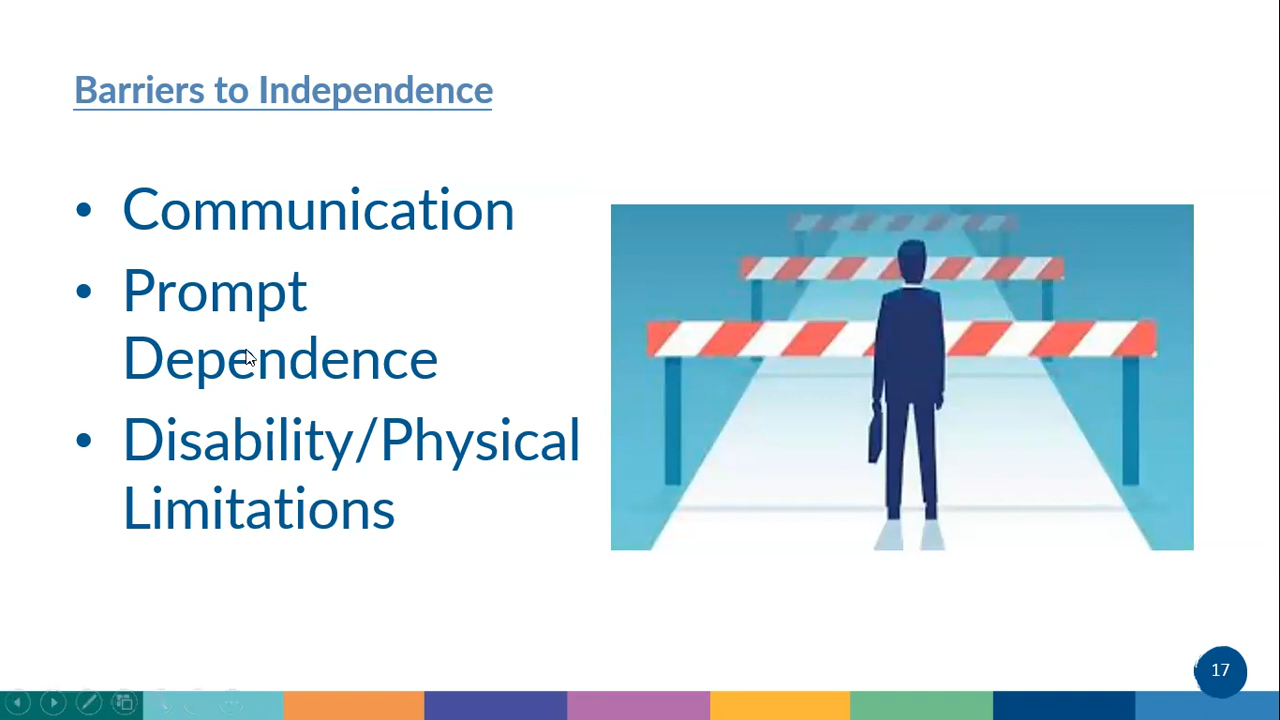 Barriers to Independence
• Communication
• Prompt
Dependence
• Disability/Physical
Limitations
17